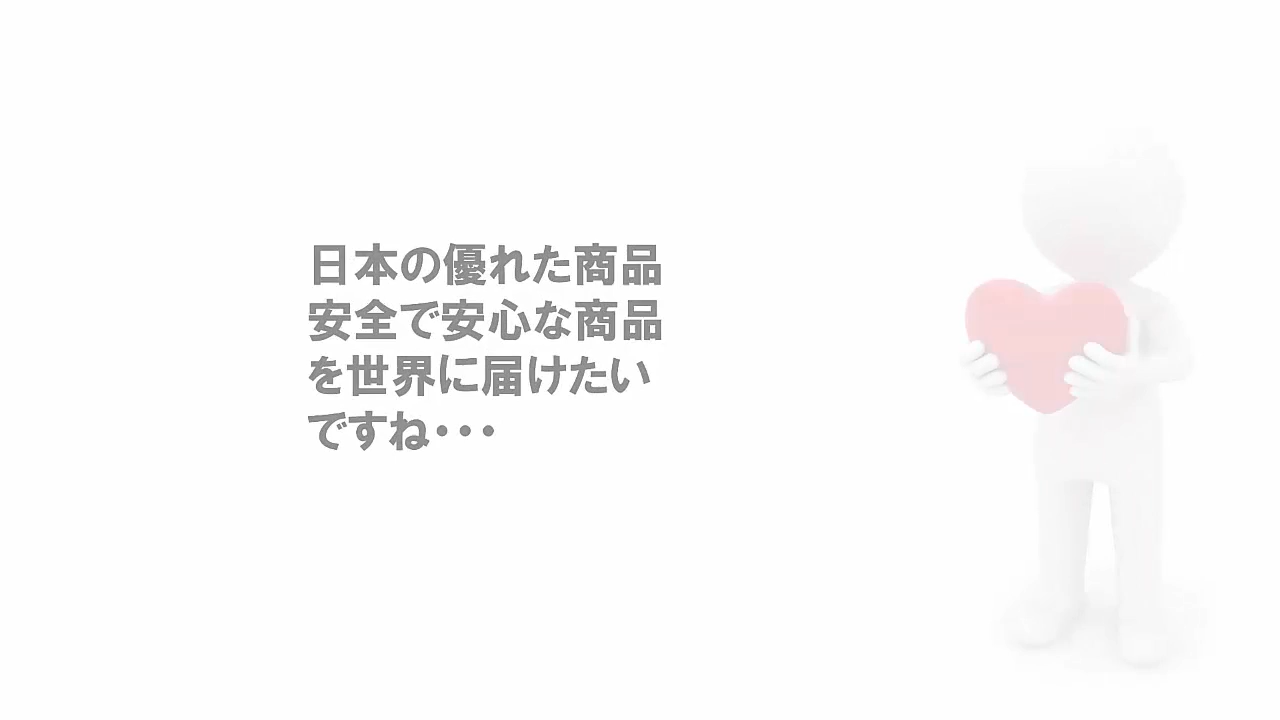 日本の優れた商品
安全で安心な商品
を世界に届けたい
ですね・・・